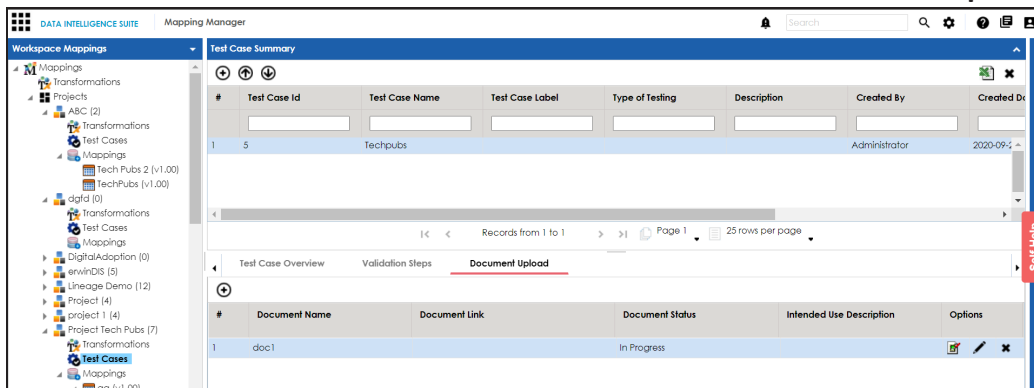 DATA INTELLIGENCE SUITE Mapping Manager Search
Workspace Mappings
Mappings
Transformations
Projects
ABC (2)
Transformations
Test Cases
Mappings
Tech Pubs 2 (v1.00)
TechPubs (v1.00)
dgfd (0)
Transformations
Test Cases
Mappings
DigitalAdoption (0)
erwinDIS (5)
Lineage Demo (12)
Project (4)
project 1 (4)
Project Tech Pubs (7)
Transformations
Test Cases
Mappings
Test Case Summary
# Test Case Id Test Case Name Test Case Label Type of Testing Description Created By Created Da
1 5 Techpubs Administrator 2020-09-2
Records from 1 to 1 Page 1 25 rows per page
Test Case Overview Validation Steps Document Upload
# Document Name Document Link Document Status Intended Use Description Options
1 doc1 In Progress
Self Help